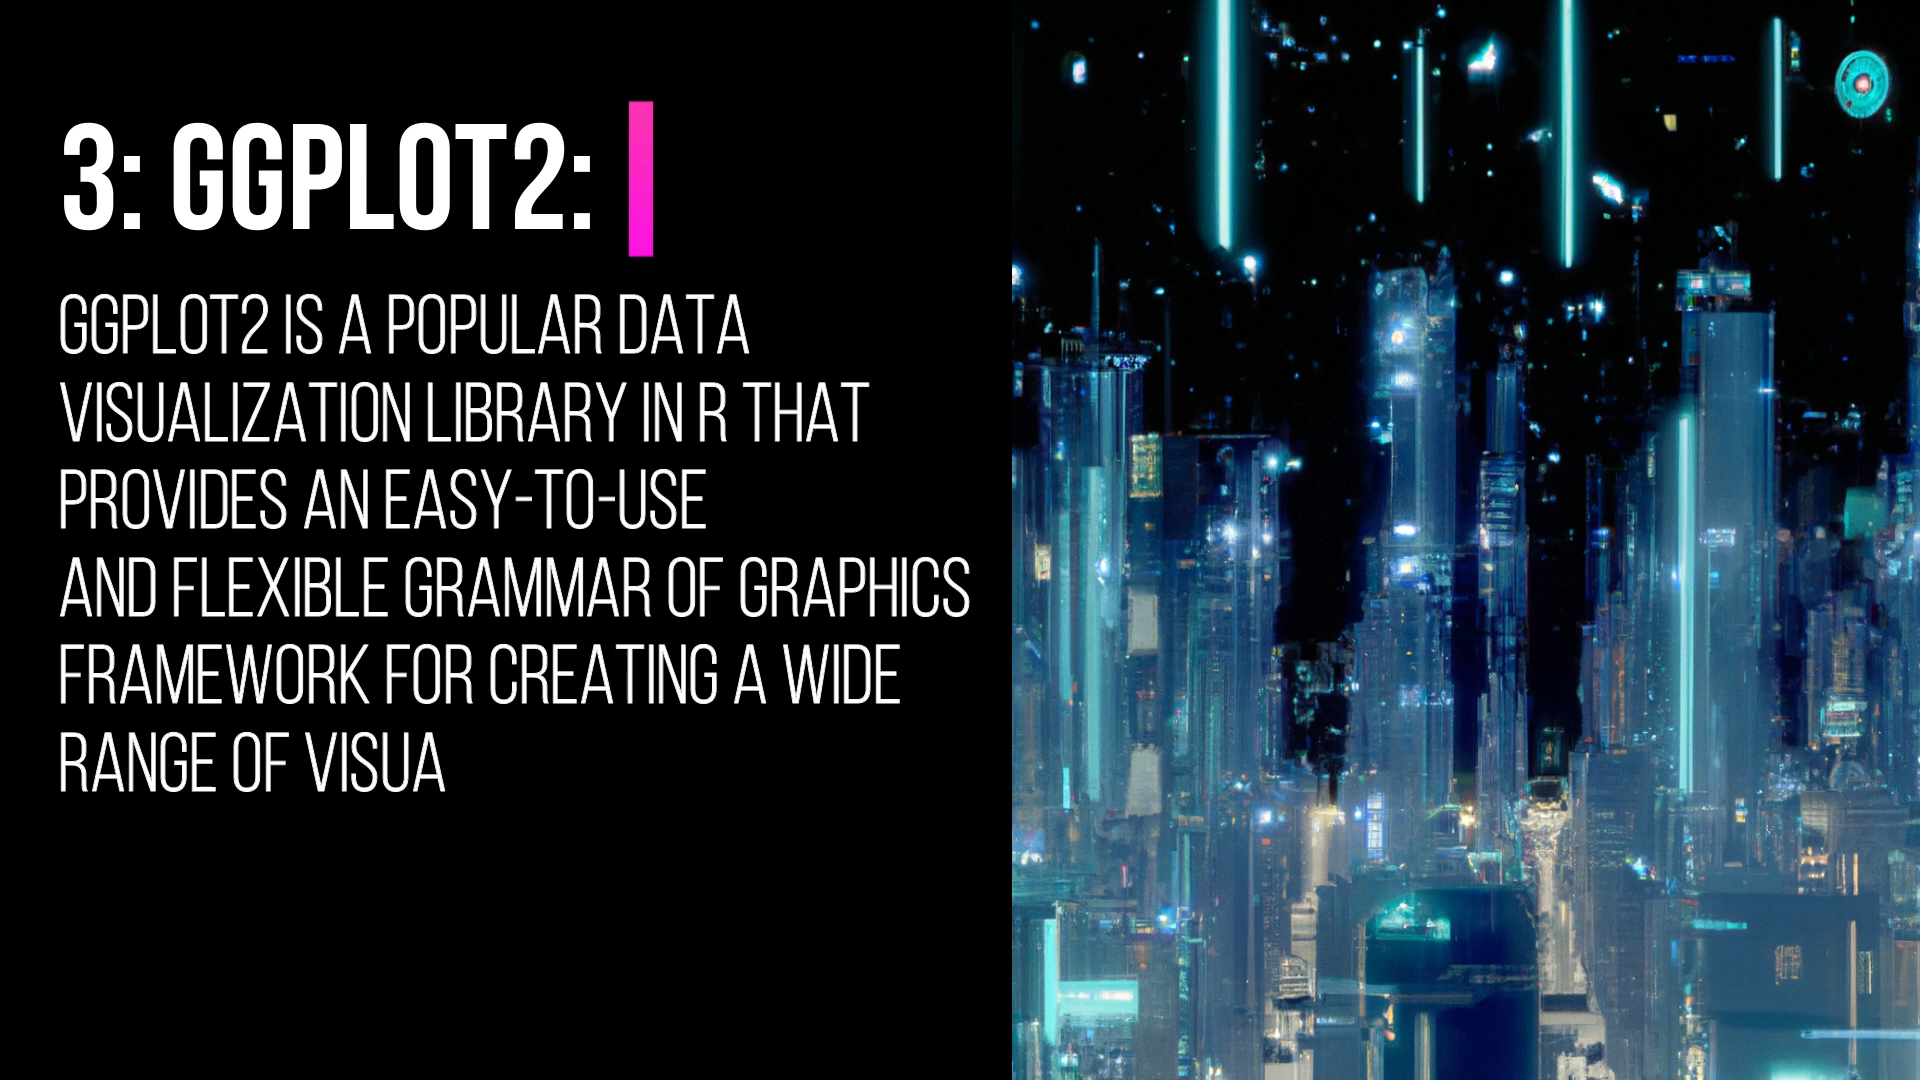 3: GGPLOT2:
GGPLOT2 IS A POPULAR DATA
VISUALIZATION LIBRARY IN R THAT
PROVIDES AN EASY-TO-USE
AND FLEXIBLE GRAMMAR OF GRAPHICS
FRAMEWORK FOR CREATING A WIDE
RANGE OF VISUA